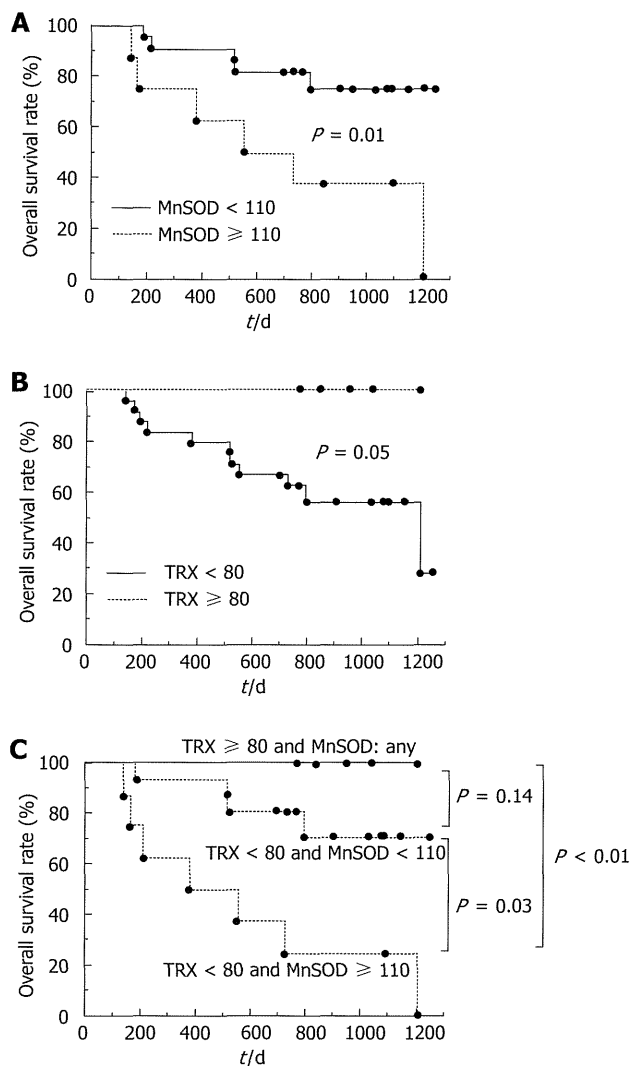 A
Overall survival rate (%)
100
80
60
40
20
0
P = 0.01
MnSOD < 110
MnSOD ⩾ 110
0 200 400 600 800 1000 1200
t/d
B
Overall survival rate (%)
100
80
60
40
20
0
P = 0.05
TRX < 80
TRX ⩾ 80
0 200 400 600 800 1000 1200
t/d
C
Overall survival rate (%)
TRX ⩾ 80 and MnSOD: any
100
80
60
40
20
0
P = 0.14
TRX < 80 and MnSOD < 110
P < 0.01
P = 0.03
TRX < 80 and MnSOD ⩾ 110
200 400 600 800 1000 1200
t/d